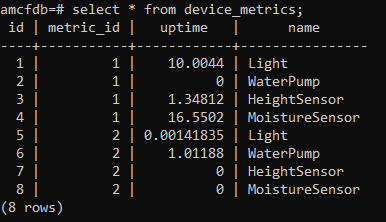 amcfdb=# select * from device_metrics;
 id | metric_id |   uptime   |      name
----+-----------+------------+----------------
  1 |         1 |    10.0044 | Light
  2 |         1 |          0 | WaterPump
  3 |         1 |    1.34812 | HeightSensor
  4 |         1 |    16.5502 | MoistureSensor
  5 |         2 | 0.00141835 | Light
  6 |         2 |    1.01188 | WaterPump
  7 |         2 |          0 | HeightSensor
  8 |         2 |          0 | MoistureSensor
(8 rows)